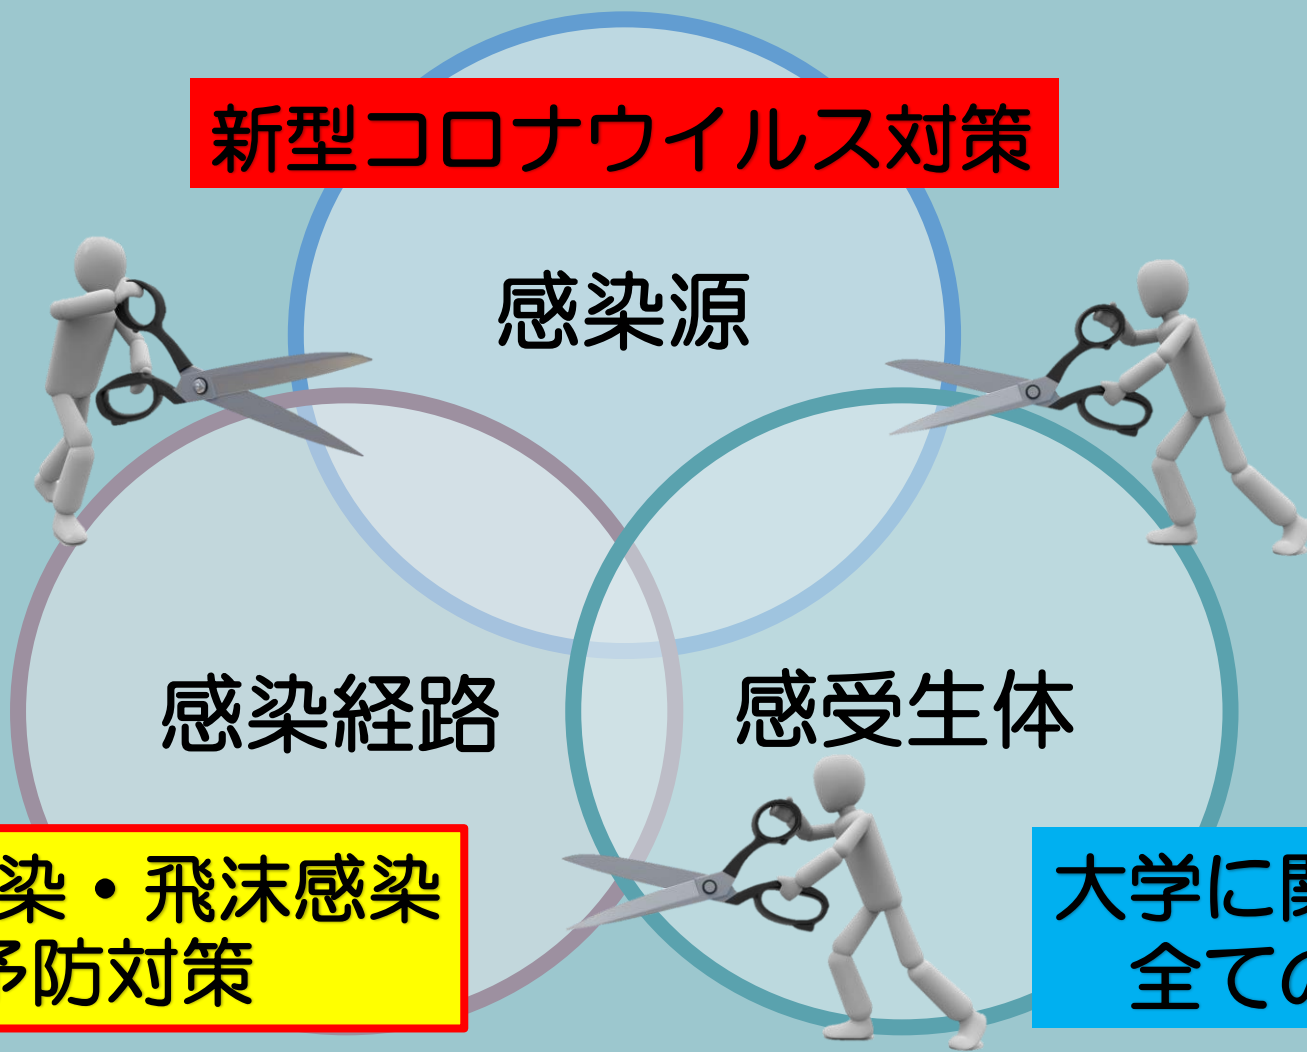 新型コロナウイルス対策
感染源
感染経路
感受生体
染・飛沫感染
予防対策
大学に関
全ての